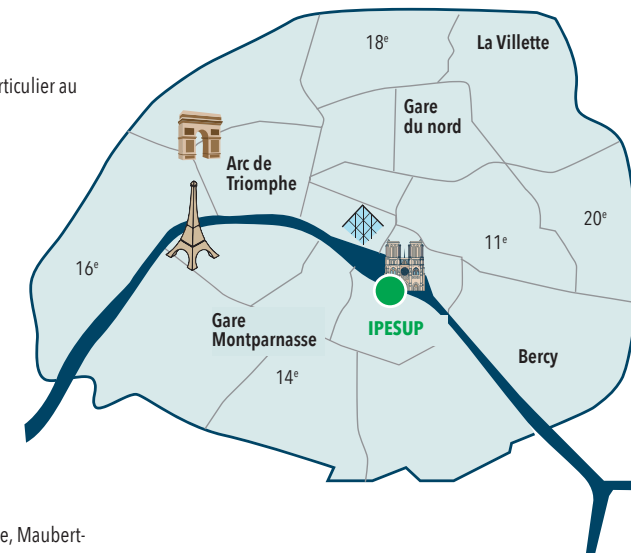 rticulier au
18e
La Villette
Gare
du nord
Arc de
Triomphe
20e
11e
16e
Gare
Montparnasse
IPESUP
Bercy
14e
e, Maubert-